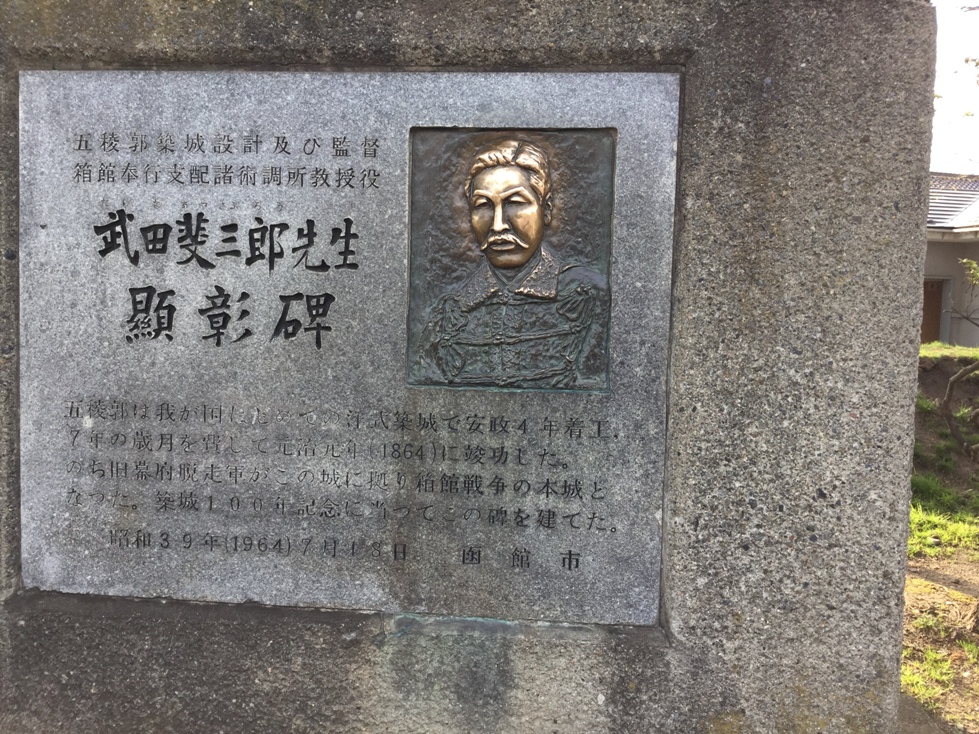 五稜郭築城設計及び監督
箱館奉行支配諸術調所教授役
武田斐三郎先生
顯彰碑
五稜郭は我が国はじめての洋式築城で安政4年着工、
7年の歳月を費して元治元年(1864)に竣功した。
のち旧幕府脱走軍がこの城に拠り箱館戦争の本城と
なった。築城100年記念に当ってこの碑を建てた。
昭和39年(1964)7月18日 函館市